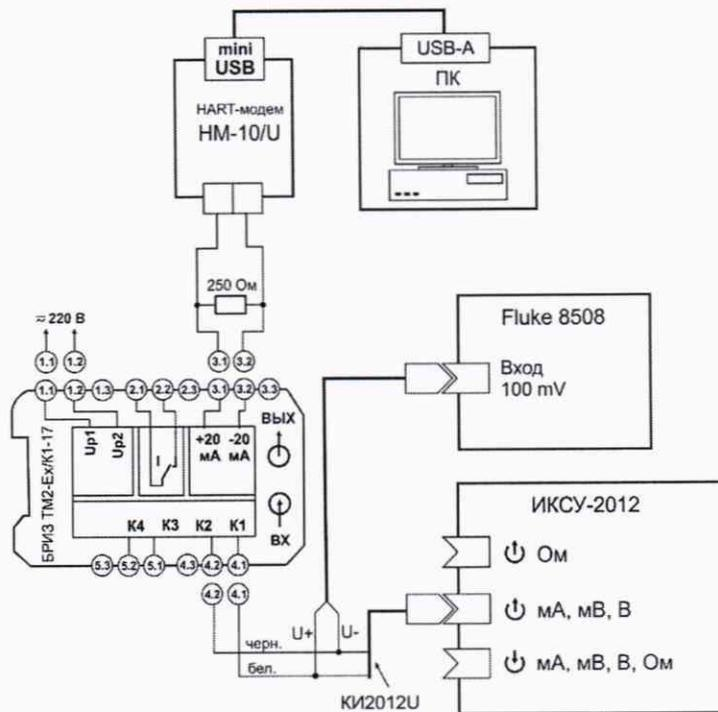 mini
USB
USB-A
ПК
HART-модем
HM-10/U
250 Ом
≈ 220 В
1.1 1.2 3.1 3.2
1.1 1.2 1.3 2.1 2.2 2.3 3.1 3.2 3.3
Fluke 8508
Вход
100 mV
БРИЗ ТМ2-Ex/K1-17
Up1 Up2 I +20 мА -20 мА
ВЫХ
К4 К3 К2 К1
ВХ
5.3 5.2 5.1 4.3 4.2 4.1
4.2 4.1
ИКСУ-2012
Ом
мА, мВ, В
мА, мВ, В, Ом
U+ U-
черн.
бел.
КИ2012U